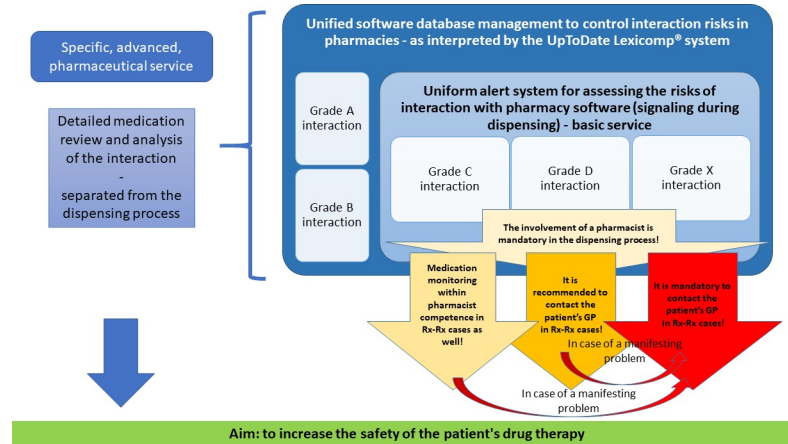 Specific, advanced,
pharmaceutical service
Detailed medication
review and analysis
of the interaction
-
separated from the
dispensing process
Unified software database management to control interaction risks in
pharmacies - as interpreted by the UpToDate Lexicomp® system
Grade A
interaction
Grade B
interaction
Uniform alert system for assessing the risks of
interaction with pharmacy software (signaling during
dispensing) - basic service
Grade C
interaction
Grade D
interaction
Grade X
interaction
The involvement of a pharmacist is
mandatory in the dispensing process!
Medication
monitoring
within
pharmacist
competence in
Rx-Rx cases as
well!
It is
recommended to
contact the
patient's GP
in Rx-Rx cases!
It is mandatory to
contact the
patient's GP
in Rx-Rx cases!
In case of a manifesting
problem
In case of a manifesting
problem
Aim: to increase the safety of the patient's drug therapy